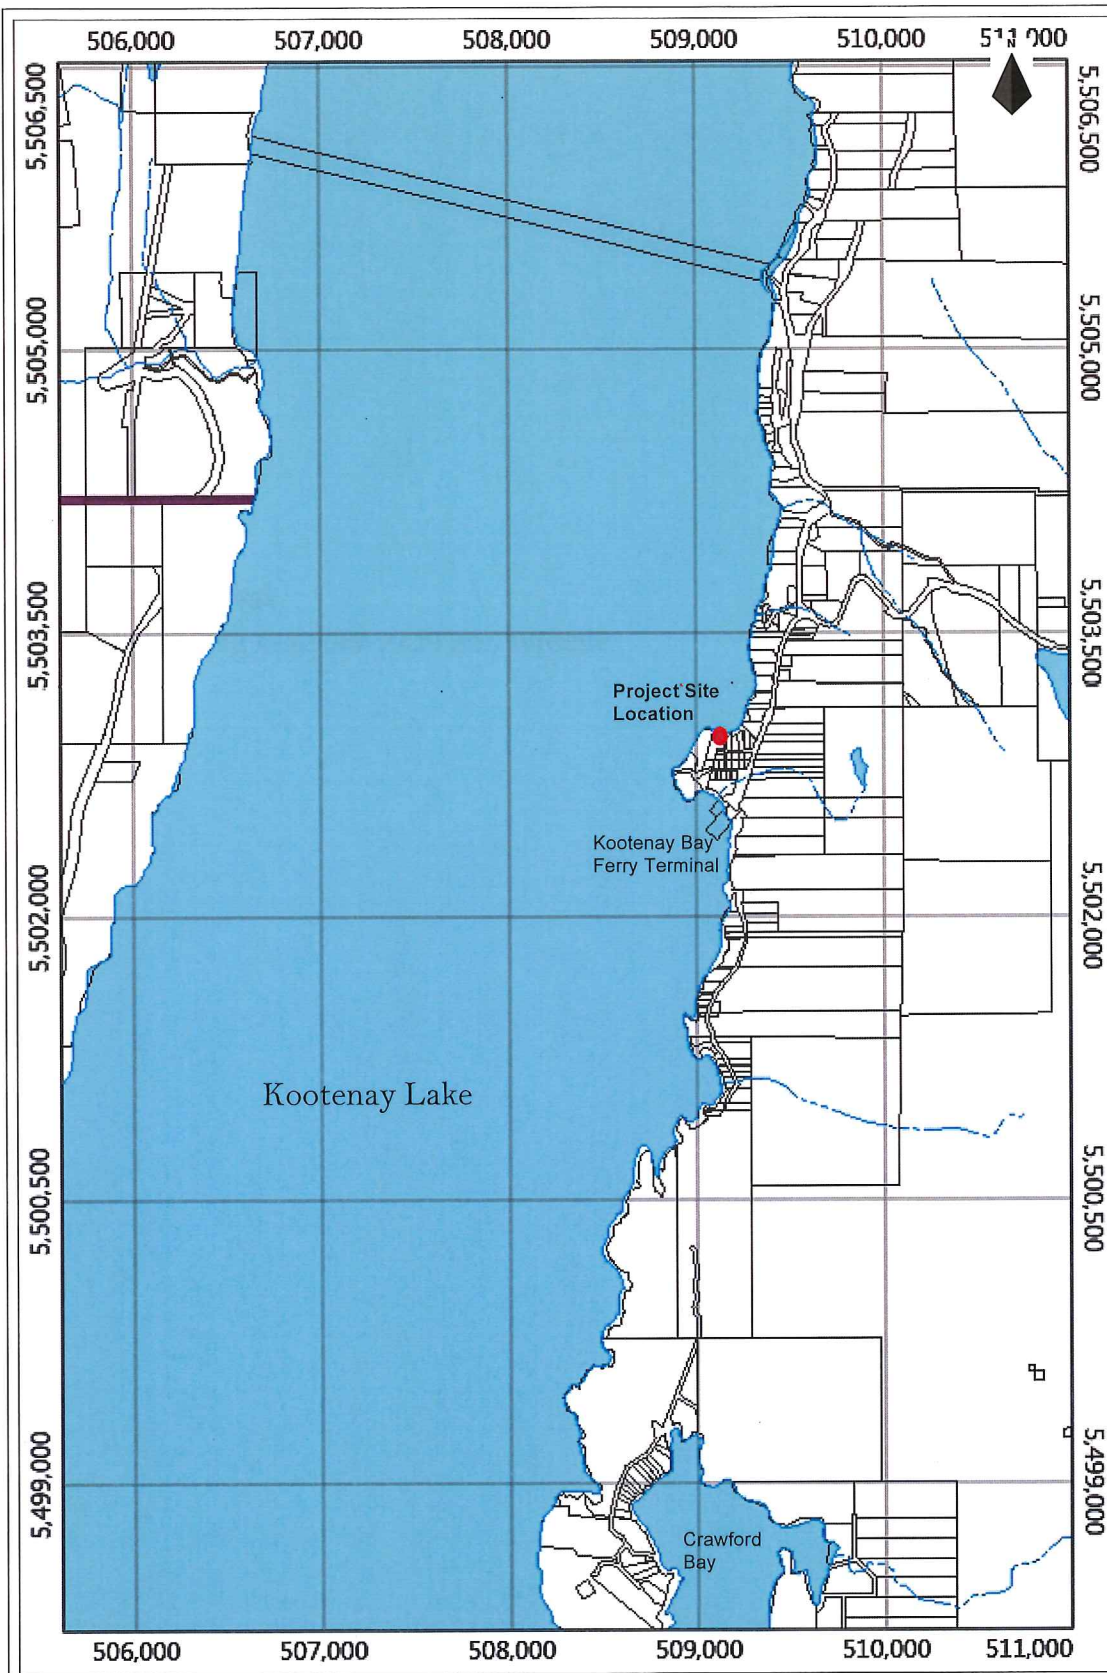 506,000 507,000 508,000 509,000 510,000
N
5,506,500 5,506,500
5,505,000 5,505,000
5,503,500 5,503,500
Project Site
Location
Kootenay Bay
Ferry Terminal
5,502,000 5,502,000
Kootenay Lake
5,500,500 5,500,500
5,499,000 5,499,000
Crawford
Bay
506,000 507,000 508,000 509,000 510,000 511,000